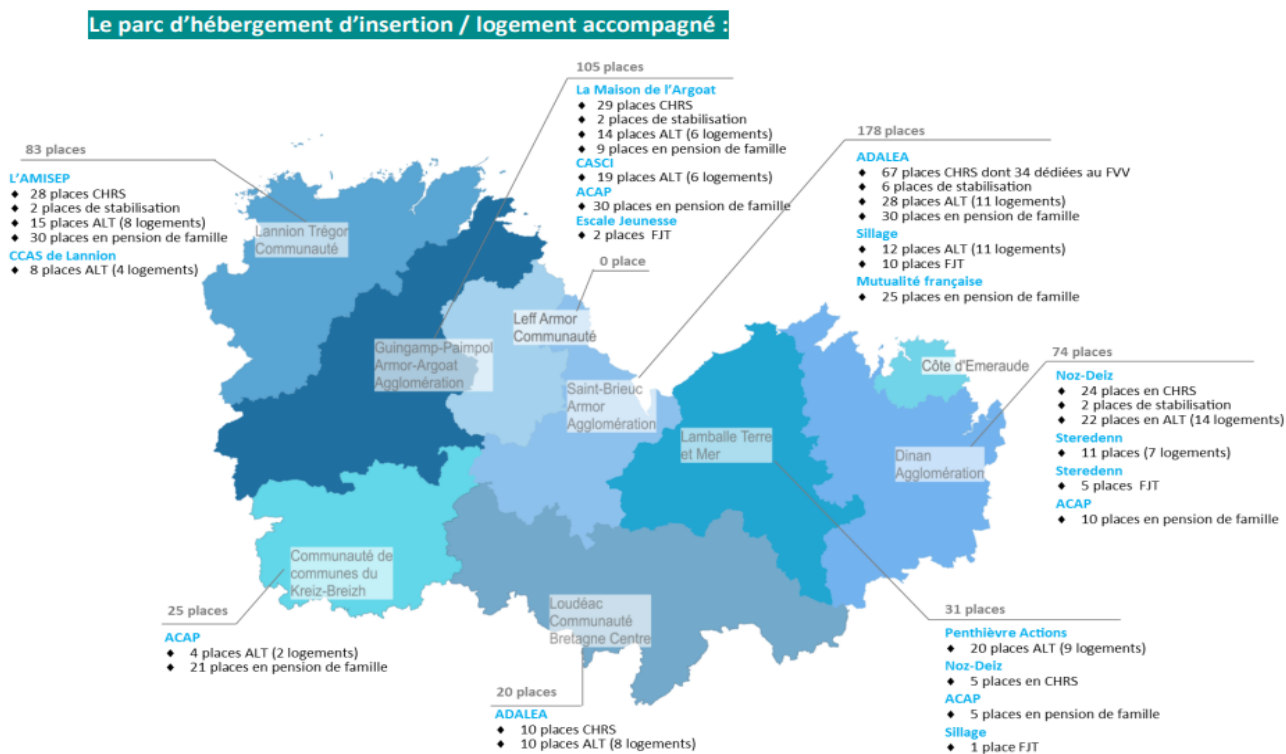 Le parc d'hébergement d'insertion / logement accompagné :
83 places
L'AMISEP
◆ 28 places CHRS
◆ 2 places de stabilisation
◆ 15 places ALT (8 logements)
◆ 30 places en pension de famille
CCAS de Lannion
◆ 8 places ALT (4 logements)
105 places
La Maison de l'Argoat
◆ 29 places CHRS
◆ 2 places de stabilisation
◆ 14 places ALT (6 logements)
◆ 9 places en pension de famille
CASCI
◆ 19 places ALT (6 logements)
ACAP
◆ 30 places en pension de famille
Escale Jeunesse
◆ 2 places FJT
0 place
178 places
ADALEA
◆ 67 places CHRS dont 34 dédiées au FVV
◆ 6 places de stabilisation
◆ 28 places ALT (11 logements)
◆ 30 places en pension de famille
Sillage
◆ 12 places ALT (11 logements)
◆ 10 places FJT
Mutualité française
◆ 25 places en pension de famille
74 places
Noz-Deiz
◆ 24 places en CHRS
◆ 2 places de stabilisation
◆ 22 places en ALT (14 logements)
Steredenn
◆ 11 places (7 logements)
Steredenn
◆ 5 places FJT
ACAP
◆ 10 places en pension de famille
Lannion Trégor
Communauté
Guingamp-Paimpol
Armor-Argoat
Agglomération
Leff Armor
Communauté
Saint-Brieuc
Armor
Agglomération
Lamballe Terre
et Mer
Côte d'Emeraude
Dinan
Agglomération
Communauté de
communes du
Kreiz-Breizh
Loudéac
Communauté
Bretagne Centre
25 places
ACAP
◆ 4 places ALT (2 logements)
◆ 21 places en pension de famille
20 places
ADALEA
◆ 10 places CHRS
◆ 10 places ALT (8 logements)
31 places
Penthièvre Actions
◆ 20 places ALT (9 logements)
Noz-Deiz
◆ 5 places en CHRS
ACAP
◆ 5 places en pension de famille
Sillage
◆ 1 place FJT